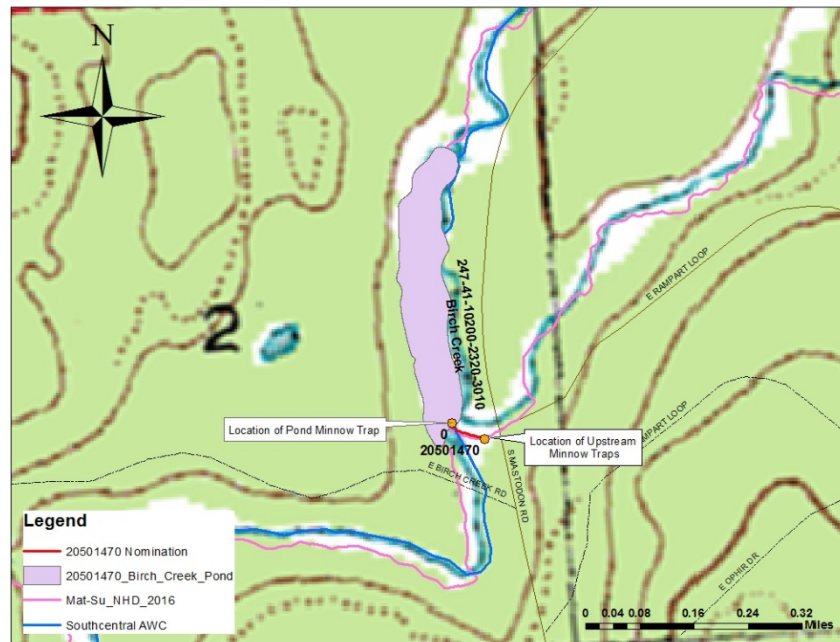 N
2
247-41-10200-2320-3010
Birch Creek
E RAMPART LOOP
Location of Pond Minnow Trap
0
20501470
Location of Upstream
Minnow Traps
E BIRCH CREEK RD
S MASTODON RD
MPART LOOP
E OPHIR DR
Legend
20501470 Nomination
20501470_Birch_Creek_Pond
Mat-Su_NHD_2016
Southcentral AWC
0 0.04 0.08 0.16 0.24 0.32
Miles